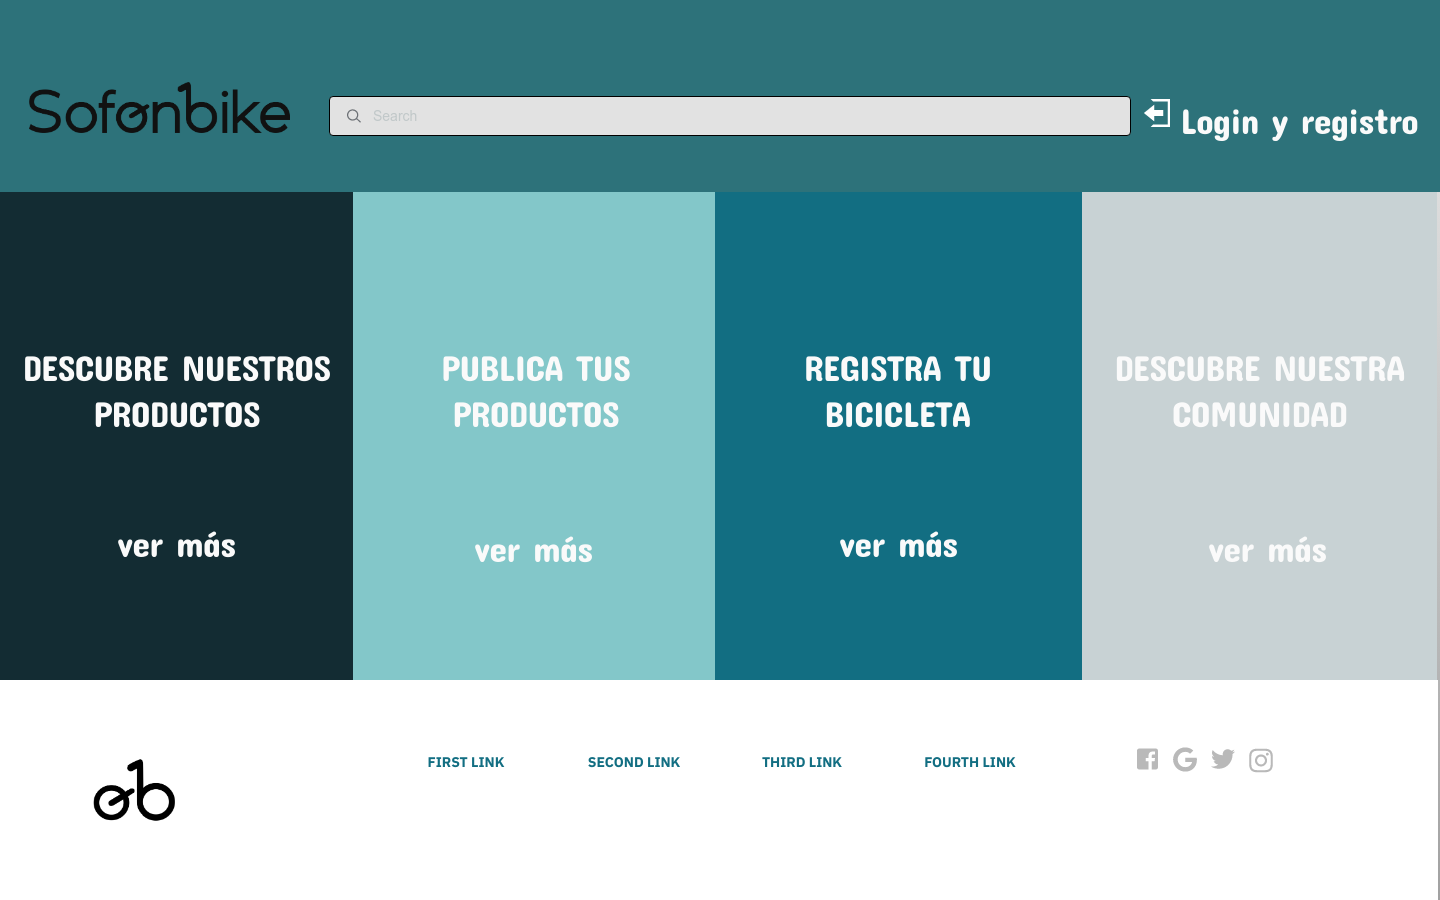 Sofonbike
Search
Login y registro
DESCUBRE NUESTROS
PRODUCTOS
ver más
PUBLICA TUS
PRODUCTOS
ver más
REGISTRA TU
BICICLETA
ver más
DESCUBRE NUESTRA
COMUNIDAD
ver más
FIRST LINK
SECOND LINK
THIRD LINK
FOURTH LINK